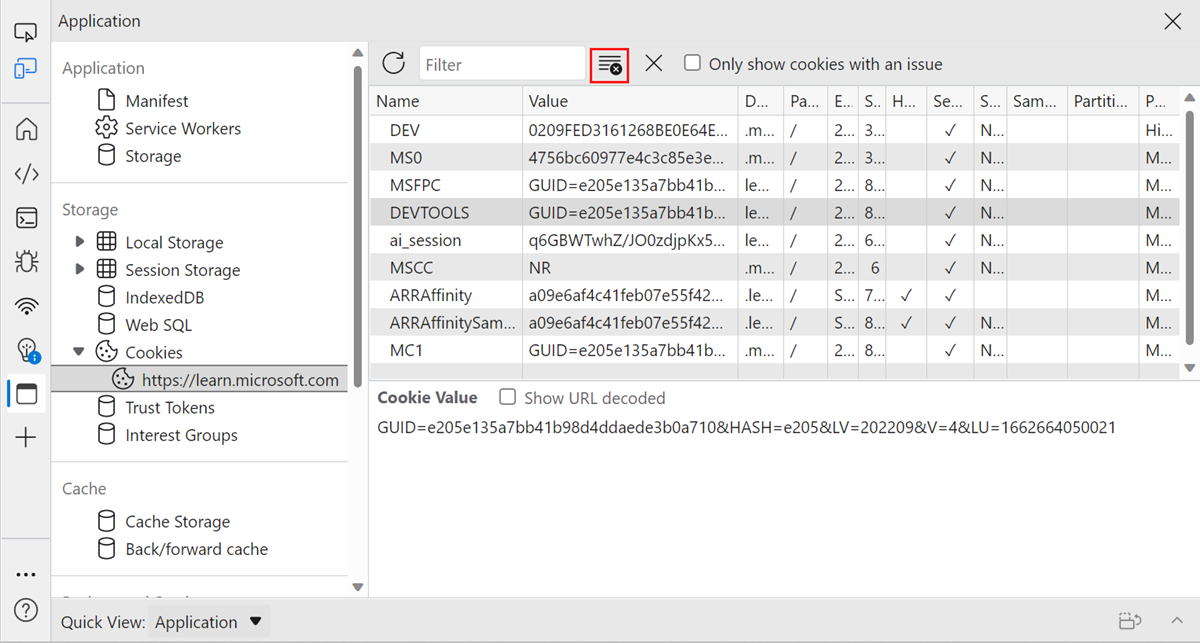 Application
Application
Manifest
Service Workers
Storage
Storage
Local Storage
Session Storage
IndexedDB
Web SQL
Cookies
https://learn.microsoft.com
Trust Tokens
Interest Groups
Cache
Cache Storage
Back/forward cache
Filter
Only show cookies with an issue
Name Value D... Pa... E... S... H... Se... S... Sam... Partiti... P...
DEV 0209FED3161268BE0E64E... .m... / 2... 3... ✓ N... Hi...
MS0 4756bc60977e4c3c85e3e... .m... / 2... 3... ✓ N... M...
MSFPC GUID=e205e135a7bb41b... le... / 2... 8... ✓ N... M...
DEVTOOLS GUID=e205e135a7bb41b... le... / 2... 8... ✓ N... M...
ai_session q6GBWTwhZ/JO0zdjpKx5... le... / 2... 6... ✓ N... M...
MSCC NR .m... / 2... 6 ✓ N... M...
ARRAffinity a09e6af4c41feb07e55f42... .le... / S... 7... ✓ ✓ M...
ARRAffinitySam... a09e6af4c41feb07e55f42... .le... / S... 8... ✓ ✓ N... M...
MC1 GUID=e205e135a7bb41b... .m... / 2... 8... ✓ N... M...
Cookie Value Show URL decoded
GUID=e205e135a7bb41b98d4ddaede3b0a710&HASH=e205&LV=202209&V=4&LU=1662664050021
Quick View: Application